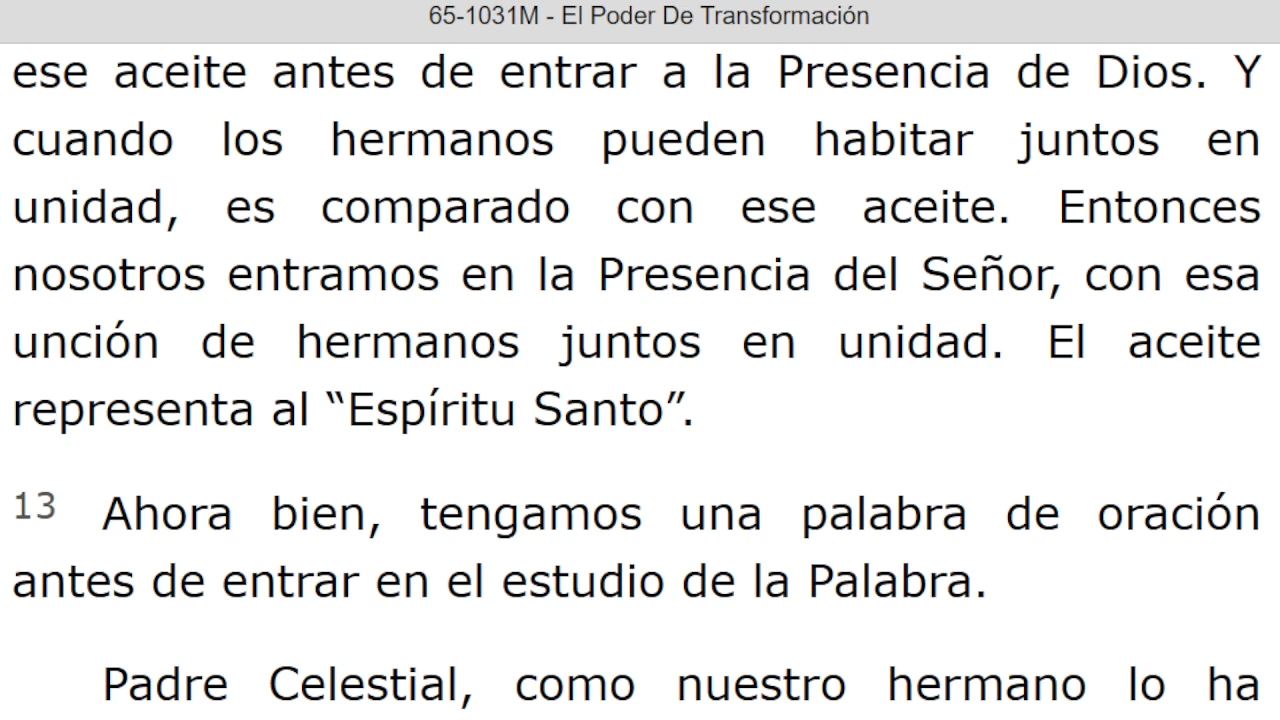 65-1031M - El Poder De Transformación
ese aceite antes de entrar a la Presencia de Dios. Y
cuando los hermanos pueden habitar juntos en
unidad, es comparado con ese aceite. Entonces
nosotros entramos en la Presencia del Señor, con esa
unción de hermanos juntos en unidad. El aceite
representa al “Espíritu Santo”.
13 Ahora bien, tengamos una palabra de oración
antes de entrar en el estudio de la Palabra.
Padre Celestial, como nuestro hermano lo ha